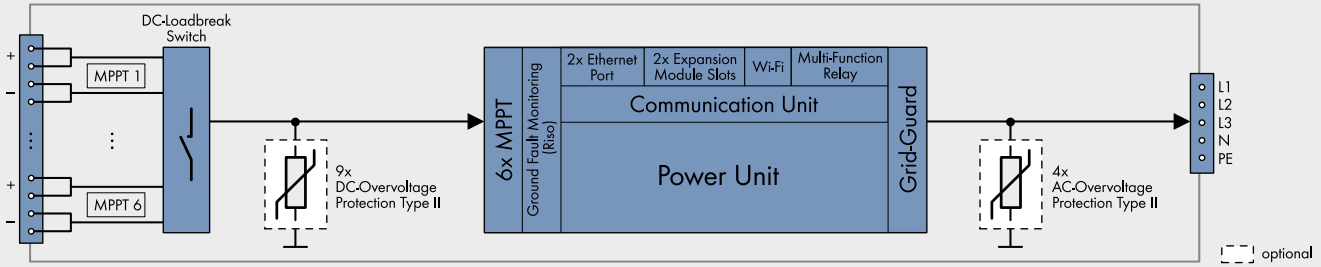 DC-Loadbreak
Switch
+
MPPT 1
–
...
...
+
MPPT 6
–
9x
DC-Overvoltage
Protection Type II
6x MPPT
Ground Fault Monitoring
(Riso)
2x Ethernet
Port
2x Expansion
Module Slots
Wi-Fi
Multi-Function
Relay
Communication Unit
Power Unit
Grid-Guard
4x
AC-Overvoltage
Protection Type II
L1
L2
L3
N
PE
optional